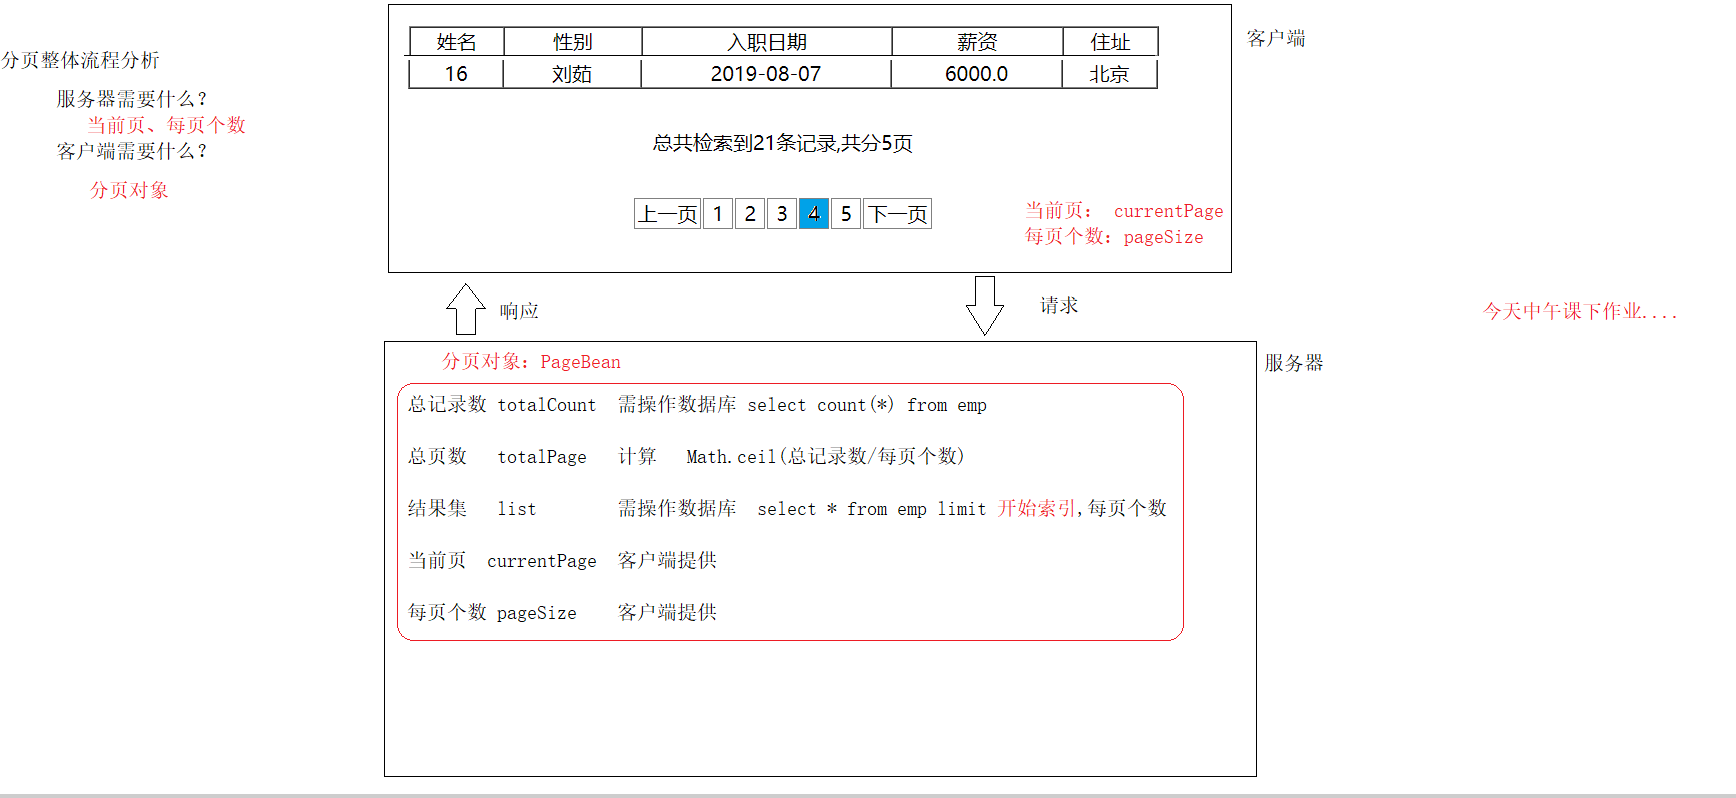 分页整体流程分析
服务器需要什么?
当前页、每页个数
客户端需要什么?
分页对象
姓名 性别 入职日期 薪资 住址
16 刘茹 2019-08-07 6000.0 北京
客户端
总共检索到21条记录,共分5页
上一页 1 2 3 4 5 下一页
当前页: currentPage
每页个数: pageSize
响应
请求
今天中午课下作业....
服务器
分页对象: PageBean
总记录数 totalCount 需操作数据库 select count(*) from emp
总页数 totalPage 计算 Math.ceil(总记录数/每页个数)
结果集 list 需操作数据库 select * from emp limit 开始索引,每页个数
当前页 currentPage 客户端提供
每页个数 pageSize 客户端提供